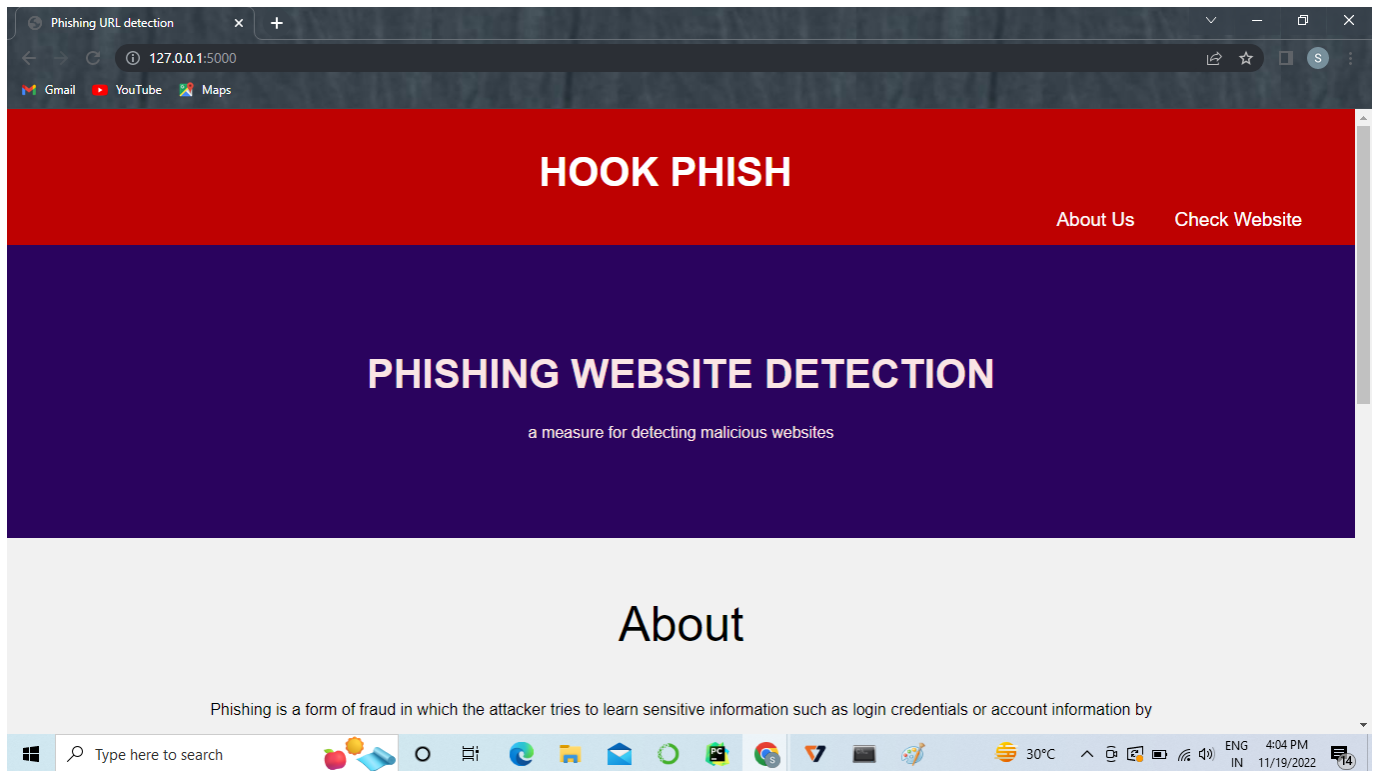 Phishing URL detection
127.0.0.1:5000
S
Gmail YouTube Maps
HOOK PHISH
About Us Check Website
PHISHING WEBSITE DETECTION
a measure for detecting malicious websites
About
Phishing is a form of fraud in which the attacker tries to learn sensitive information such as login credentials or account information by
Type here to search
PC
S
30°C
ENG
IN
4:04 PM
11/19/2022
14